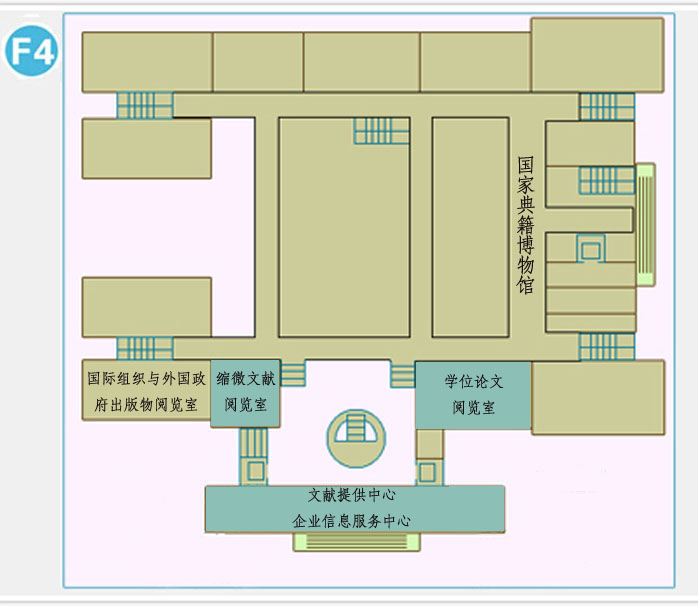 F4
国家典籍博物馆
国际组织与外国政
府出版物阅览室
缩微文献
阅览室
学位论文
阅览室
文献提供中心
企业信息服务中心